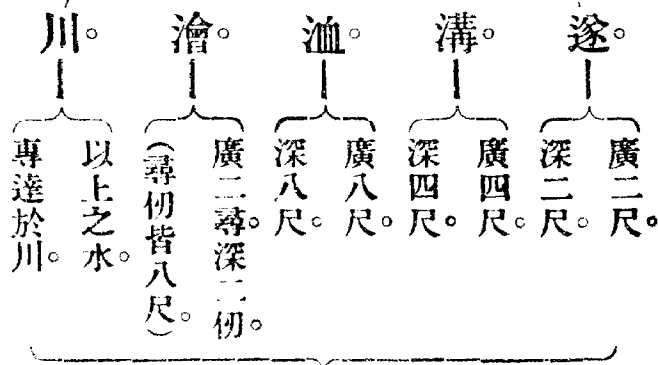 遂。
廣二尺。
深二尺。
溝。
廣四尺。
深四尺。
洫。
廣八尺。
深八尺。
澮。
廣二尋深二仞。
(尋仞皆八尺)。
川。
以上之水。
專達於川。